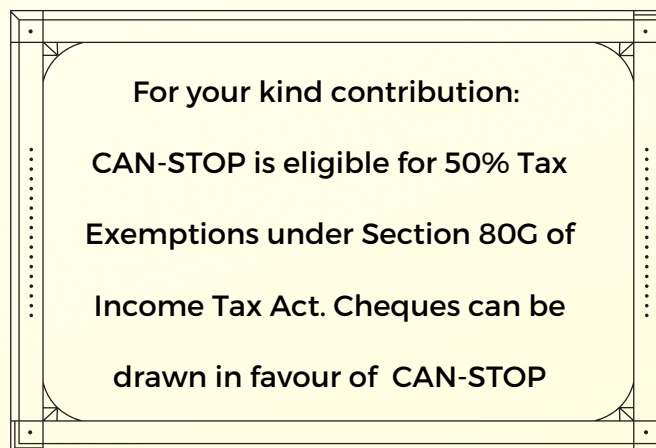 For your kind contribution:
CAN-STOP is eligible for 50% Tax
Exemptions under Section 80G of
Income Tax Act. Cheques can be
drawn in favour of CAN-STOP